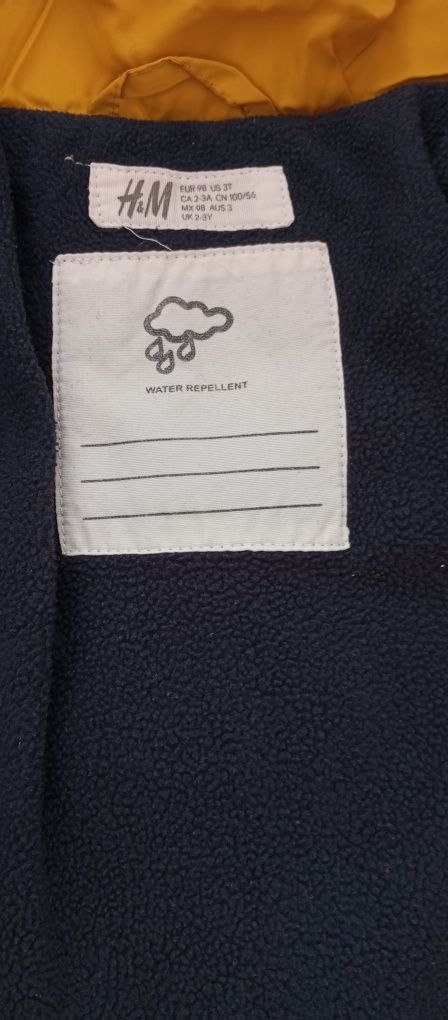 H&M
EUR 98 US 3T
CA 2-3A CN 100/56
MX 98 AUS 3
UK 2-3Y
WATER REPELLENT